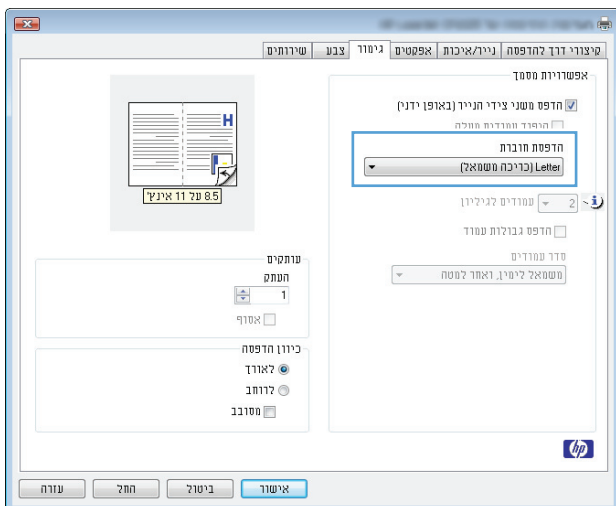 קיצורי דרך להדפסה
נייר/איכות
אפקטים
גימור
צבע
שירותים
אפשרויות מסמך
הדפס משני צידי הנייר (באופן ידני)
היפוך עמודים מעלה
הדפסת חוברת
Letter (כריכה משמאל)
2 עמודים לגיליון
הדפס גבולות עמוד
סדר עמודים
משמאל לימין, ואחר למטה
8.5 על 11 אינץ'
עותקים
העתק
1
אסוף
כיוון הדפסה
לאורך
לרוחב
מסובב
hp
אישור
ביטול
החל
עזרה